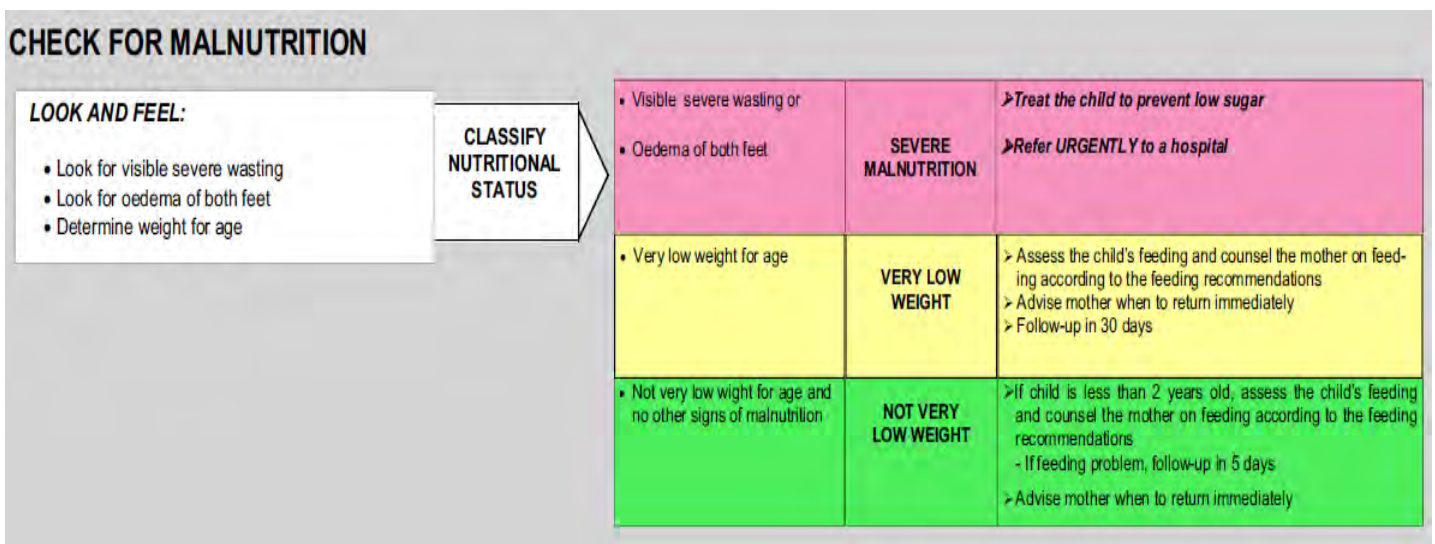 CHECK FOR MALNUTRITION
LOOK AND FEEL:
• Look for visible severe wasting
• Look for oedema of both feet
• Determine weight for age
CLASSIFY
NUTRITIONAL
STATUS
• Visible severe wasting or
• Oedema of both feet
SEVERE
MALNUTRITION
➢Treat the child to prevent low sugar
➢Refer URGENTLY to a hospital
• Very low weight for age
VERY LOW
WEIGHT
➢ Assess the child's feeding and counsel the mother on feed-
ing according to the feeding recommendations
➢ Advise mother when to return immediately
➢ Follow-up in 30 days
• Not very low wight for age and
no other signs of malnutrition
NOT VERY
LOW WEIGHT
➢If child is less than 2 years old, assess the child's feeding
and counsel the mother on feeding according to the feeding
recommendations
- If feeding problem, follow-up in 5 days
➢Advise mother when to return immediately